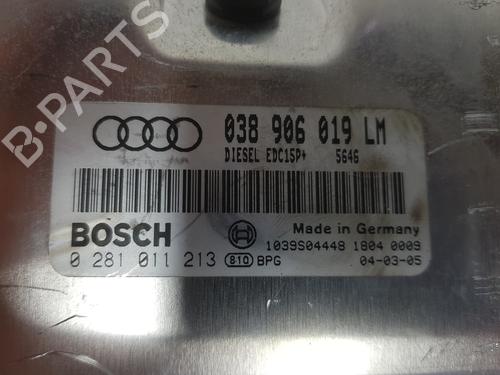 038 906 019 LM
DIESEL EDC15P+ 5646
BOSCH
Made in Germany
1039S04448 1804 0009
0 281 011 213 810 BPG 04-03-05
B-PARTS